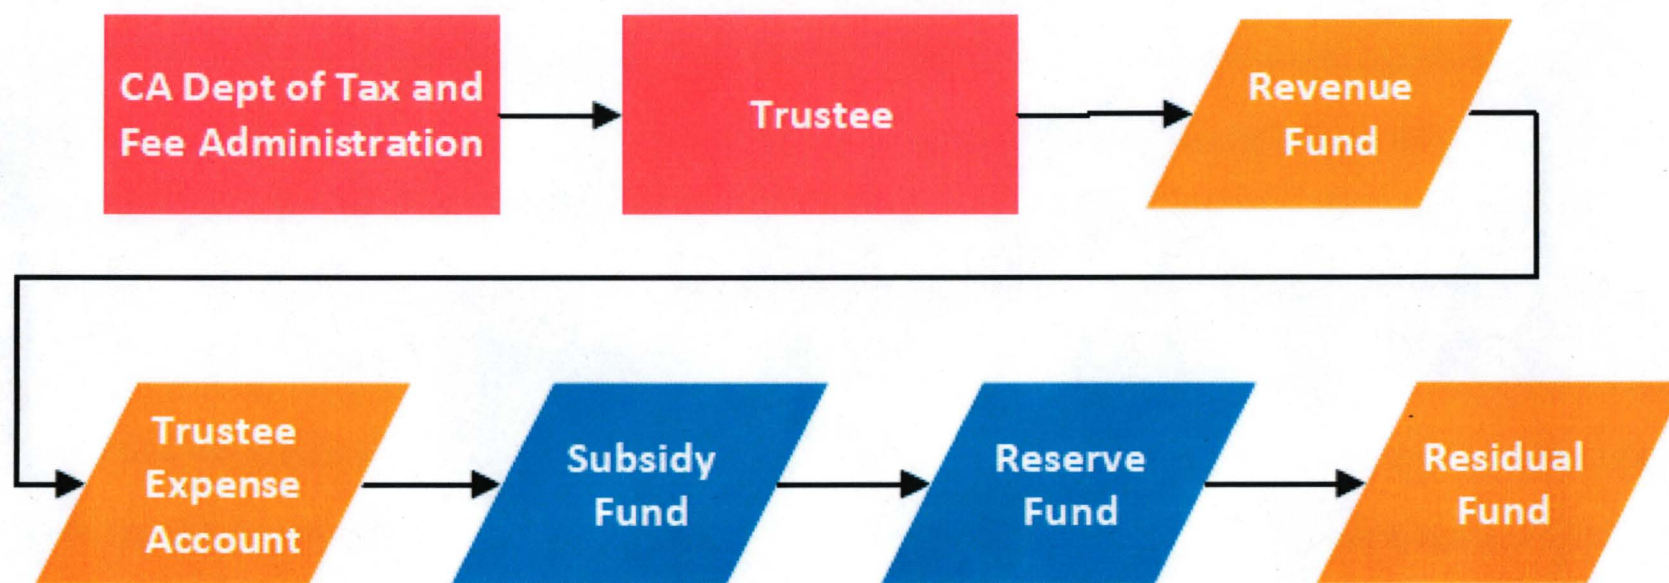 CA Dept of Tax and
Fee Administration
Trustee
Revenue
Fund
Trustee
Expense
Account
Subsidy
Fund
Reserve
Fund
Residual
Fund